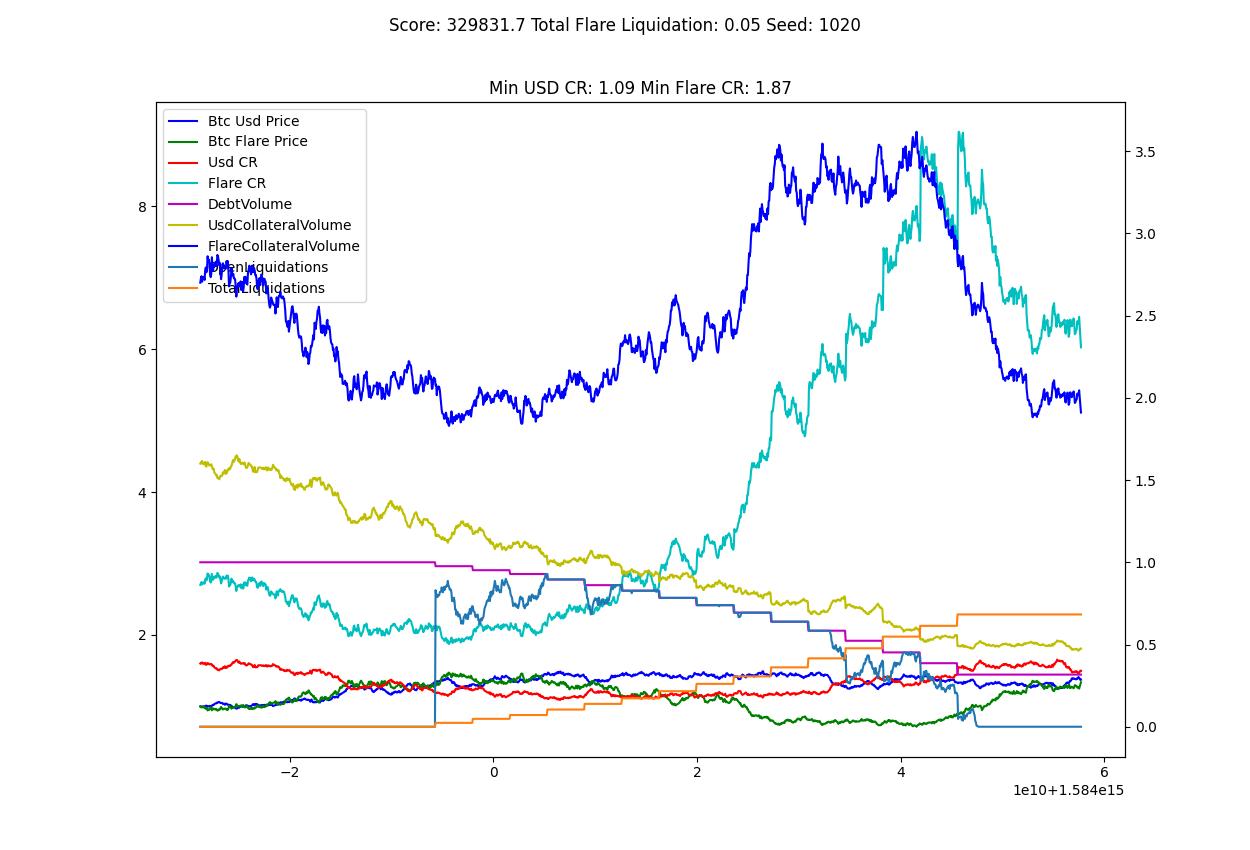 Score: 329831.7 Total Flare Liquidation: 0.05 Seed: 1020
Min USD CR: 1.09 Min Flare CR: 1.87
Btc Usd Price
Btc Flare Price
Usd CR
Flare CR
DebtVolume
UsdCollateralVolume
FlareCollateralVolume
OpenLiquidations
TotalLiquidations
8
6
4
2
3.5
3.0
2.5
2.0
1.5
1.0
0.5
0.0
−2
0
2
4
6
1e10+1.584e15